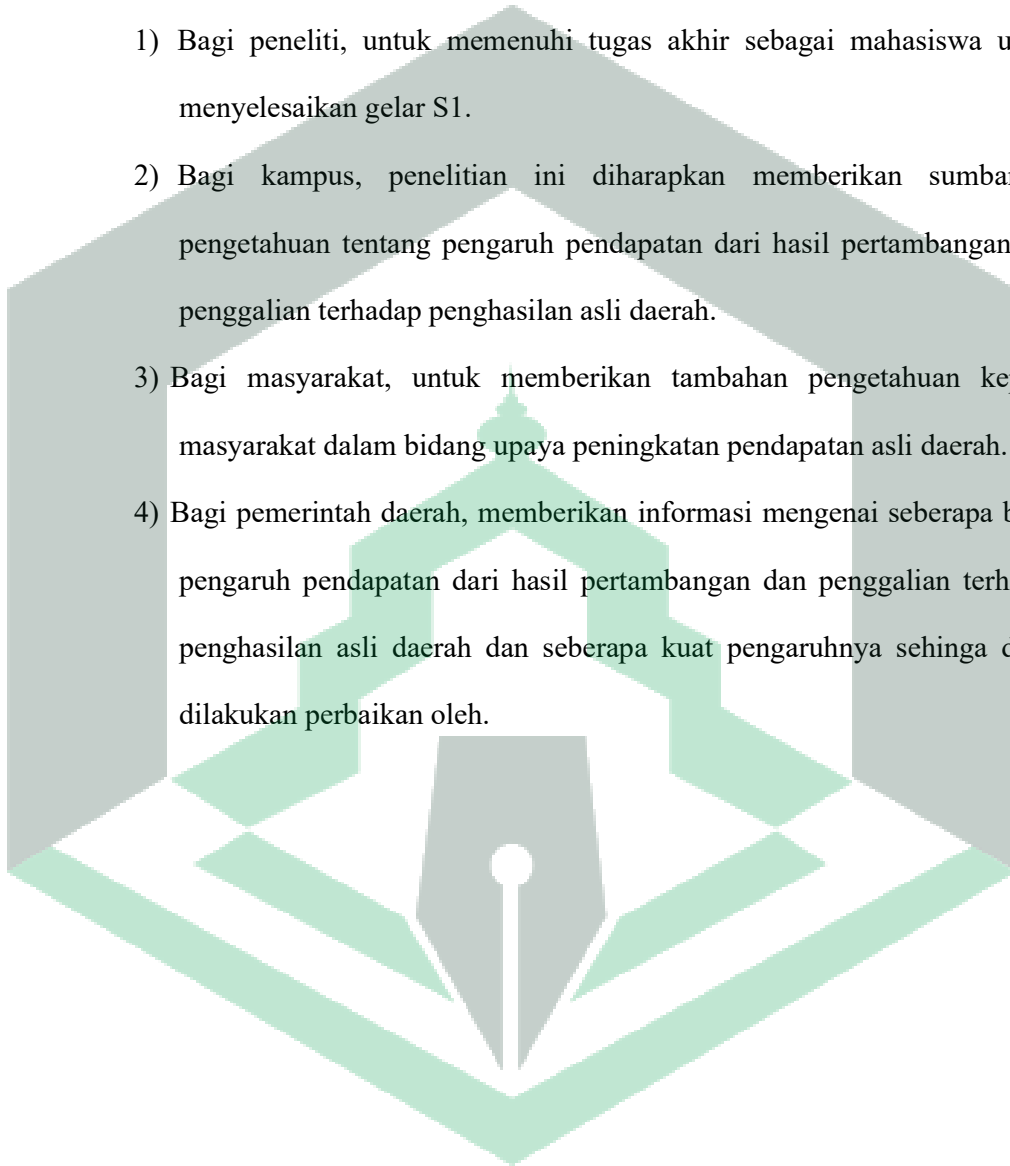 1) Bagi peneliti, untuk memenuhi tugas akhir sebagai mahasiswa u
menyelesaikan gelar S1.
2) Bagi kampus, penelitian ini diharapkan memberikan sumba
pengetahuan tentang pengaruh pendapatan dari hasil pertambangan
penggalian terhadap penghasilan asli daerah.
3) Bagi masyarakat, untuk memberikan tambahan pengetahuan ke
masyarakat dalam bidang upaya peningkatan pendapatan asli daerah.
4) Bagi pemerintah daerah, memberikan informasi mengenai seberapa b
pengaruh pendapatan dari hasil pertambangan dan penggalian terh
penghasilan asli daerah dan seberapa kuat pengaruhnya sehinga d
dilakukan perbaikan oleh.